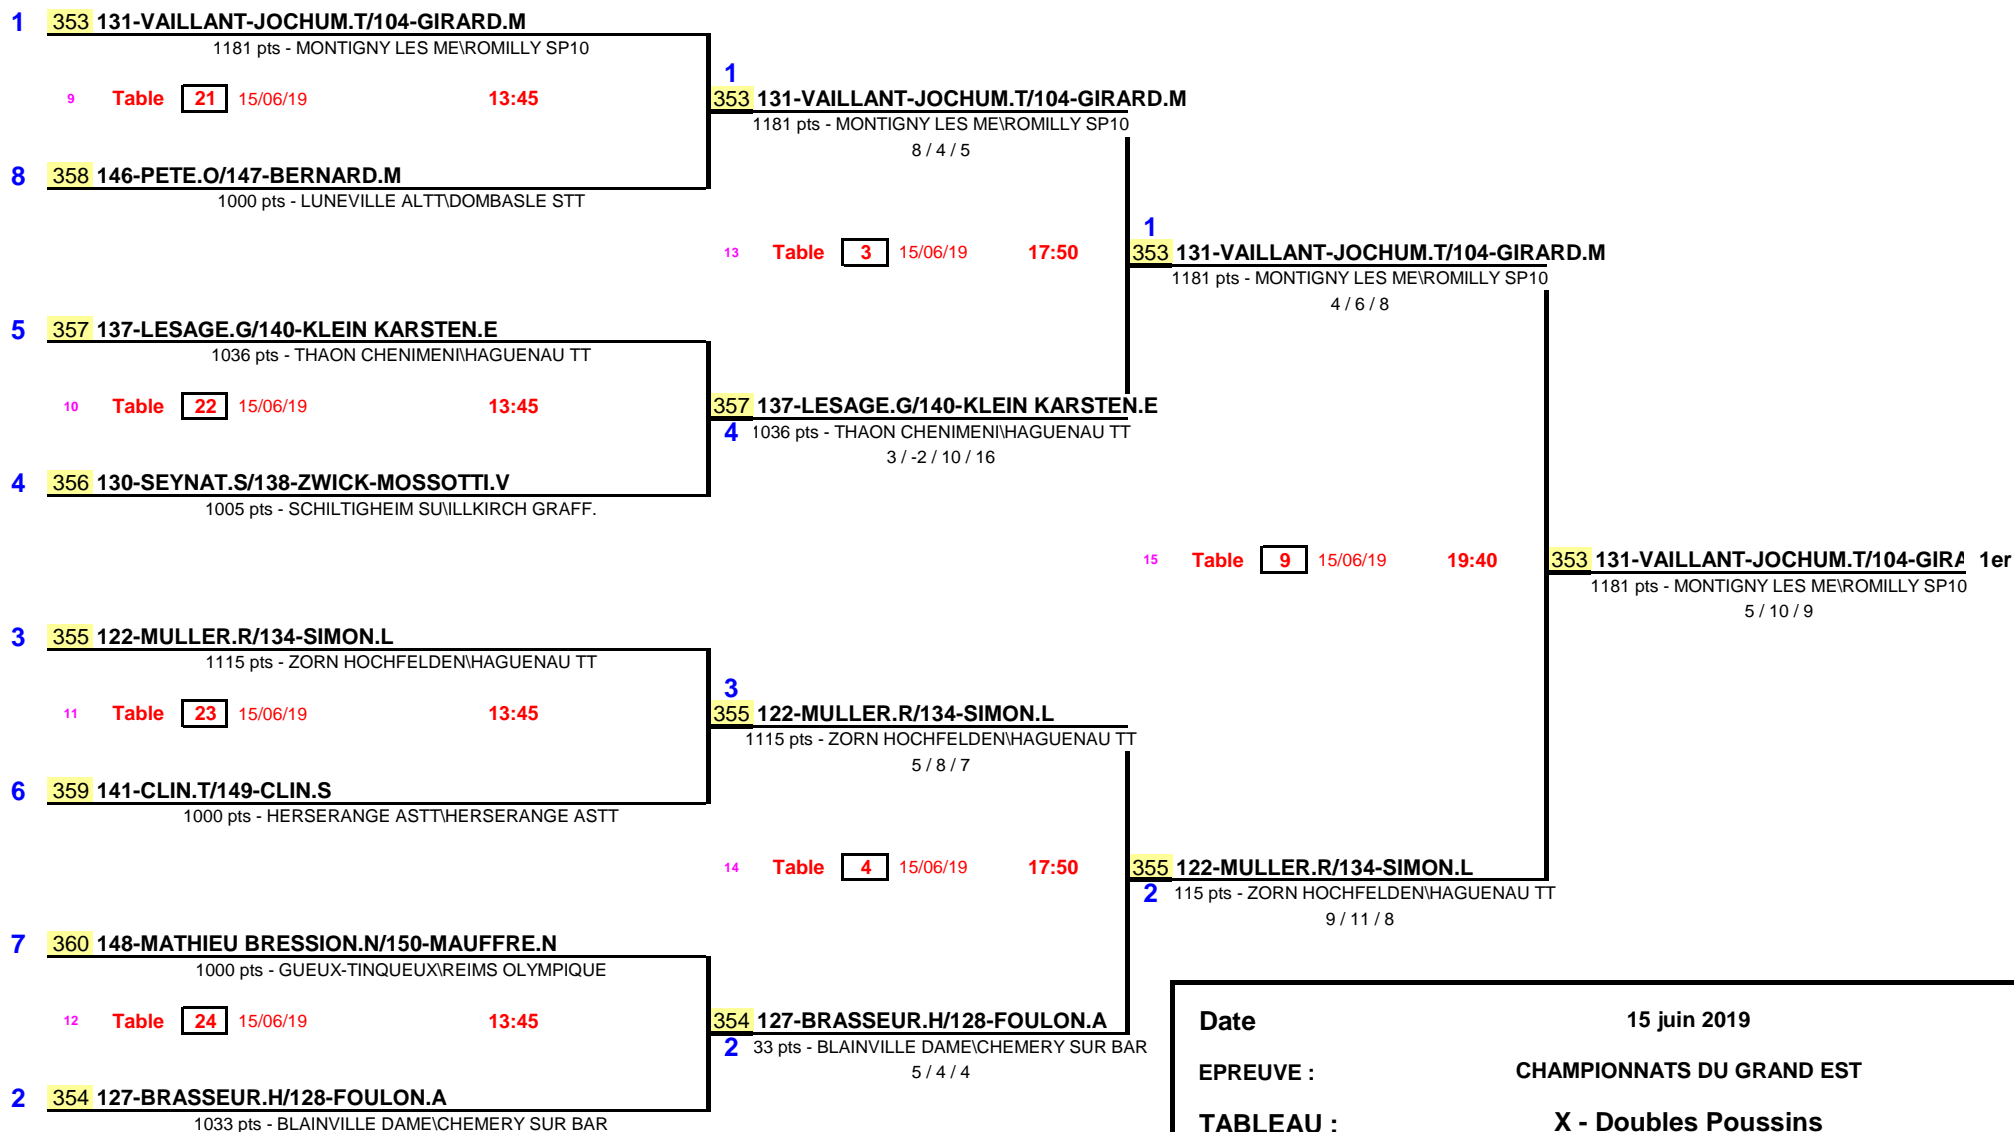 1 353 131-VAILLANT-JOCHUM.T/104-GIRARD.M
1181 pts - MONTIGNY LES ME\ROMILLY SP10
9 Table 21 15/06/19 13:45
8 358 146-PETE.O/147-BERNARD.M
1000 pts - LUNEVILLE ALTT\DOMBASLE STT
5 357 137-LESAGE.G/140-KLEIN KARSTEN.E
1036 pts - THAON CHENIMENI\HAGUENAU TT
10 Table 22 15/06/19 13:45
4 356 130-SEYNAT.S/138-ZWICK-MOSSOTTI.V
1005 pts - SCHILTIGHEIM SU\ILLKIRCH GRAFF.
3 355 122-MULLER.R/134-SIMON.L
1115 pts - ZORN HOCHFELDEN\HAGUENAU TT
11 Table 23 15/06/19 13:45
6 359 141-CLIN.T/149-CLIN.S
1000 pts - HERSERANGE ASTT\HERSERANGE ASTT
7 360 148-MATHIEU BRESSION.N/150-MAUFFRE.N
1000 pts - GUEUX-TINQUEUX\REIMS OLYMPIQUE
12 Table 24 15/06/19 13:45
2 354 127-BRASSEUR.H/128-FOULON.A
1033 pts - BLAINVILLE DAME\CHEMERY SUR BAR
1
353 131-VAILLANT-JOCHUM.T/104-GIRARD.M
1181 pts - MONTIGNY LES ME\ROMILLY SP10
8 / 4 / 5
13 Table 3 15/06/19 17:50
357 137-LESAGE.G/140-KLEIN KARSTEN.E
4 1036 pts - THAON CHENIMENI\HAGUENAU TT
3 / -2 / 10 / 16
3
355 122-MULLER.R/134-SIMON.L
1115 pts - ZORN HOCHFELDEN\HAGUENAU TT
5 / 8 / 7
14 Table 4 15/06/19 17:50
354 127-BRASSEUR.H/128-FOULON.A
2 33 pts - BLAINVILLE DAME\CHEMERY SUR BAR
5 / 4 / 4
1
353 131-VAILLANT-JOCHUM.T/104-GIRARD.M
1181 pts - MONTIGNY LES ME\ROMILLY SP10
4 / 6 / 8
15 Table 9 15/06/19 19:40
355 122-MULLER.R/134-SIMON.L
2 115 pts - ZORN HOCHFELDEN\HAGUENAU TT
9 / 11 / 8
353 131-VAILLANT-JOCHUM.T/104-GIRA 1er
1181 pts - MONTIGNY LES ME\ROMILLY SP10
5 / 10 / 9
Date 15 juin 2019
EPREUVE : CHAMPIONNATS DU GRAND EST
TABLEAU : X - Doubles Poussins